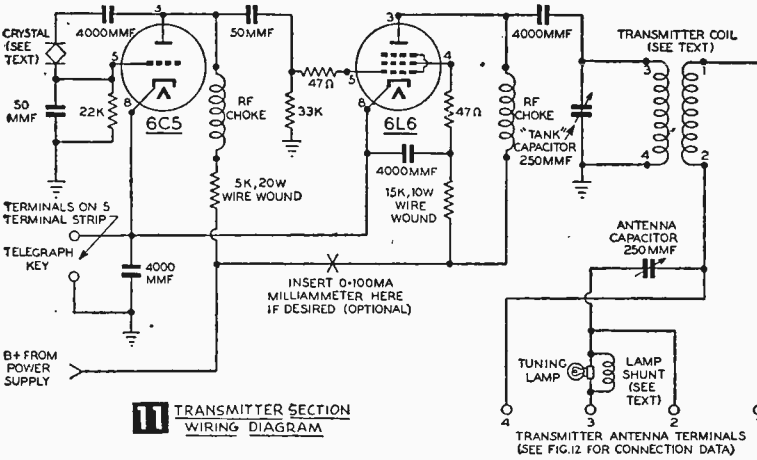 CRYSTAL
(SEE
TEXT)
4000MMF
3
5
8
6C5
50
MMF
22K
50MMF
RF
CHOKE
47Ω
33K
5K,20W
WIRE WOUND
3
4
5
8
6L6
47Ω
4000MMF
15K,10W
WIRE
WOUND
RF
CHOKE
4000MMF
"TANK"
CAPACITOR
250MMF
TRANSMITTER COIL
(SEE TEXT)
3
1
4
2
TERMINALS ON 5
TERMINAL STRIP
TELEGRAPH
KEY
4000
MMF
INSERT 0-100MA
MILLIAMMETER HERE
IF DESIRED (OPTIONAL)
ANTENNA
CAPACITOR
250MMF
B+ FROM
POWER
SUPPLY
TUNING
LAMP
LAMP
SHUNT
(SEE
TEXT)
4
3
2
TRANSMITTER ANTENNA TERMINALS
(SEE FIG.12 FOR CONNECTION DATA)
11 TRANSMITTER SECTION
WIRING DIAGRAM